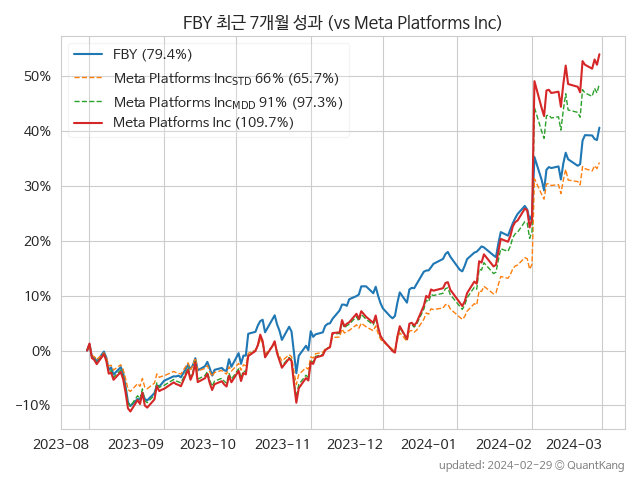 FBY 최근 7개월 성과 (vs Meta Platforms Inc)
FBY (79.4%)
Meta Platforms IncSTD 66% (65.7%)
Meta Platforms IncMDD 91% (97.3%)
Meta Platforms Inc (109.7%)
50%
40%
30%
20%
10%
0%
−10%
2023-08
2023-09
2023-10
2023-11
2023-12
2024-01
2024-02
2024-03
updated: 2024-02-29 © QuantKang